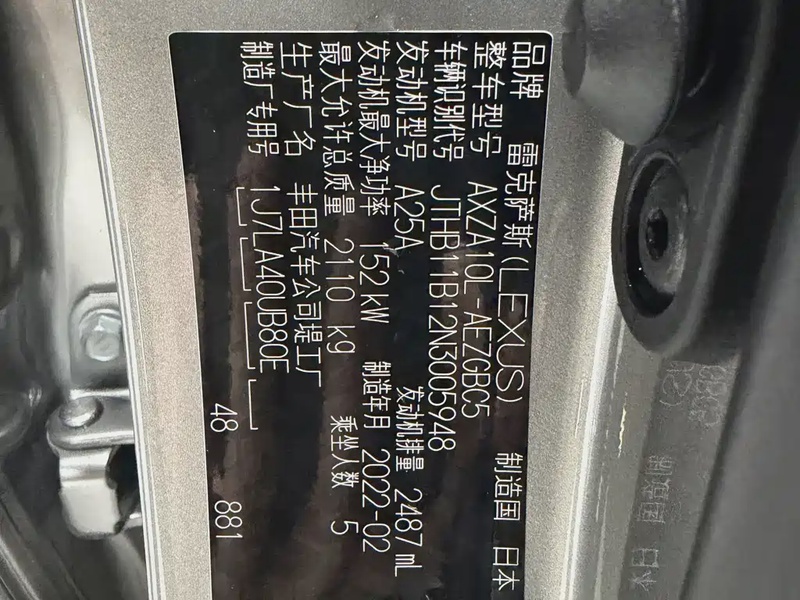 品牌 雷克萨斯(LEXUS) 制造国 日本
整车型号 AXZA10L-AEZGBC5
车辆识别代号 JTHB11B12N3005948
发动机型号 A25A 发动机排量 2487 mL
发动机最大净功率 152 kW 制造年月 2022-02
最大允许总质量 2110 kg 乘坐人数 5
生产厂名 丰田汽车公司堤工厂
制造厂专用号 1J7LA40UB80E
48 881